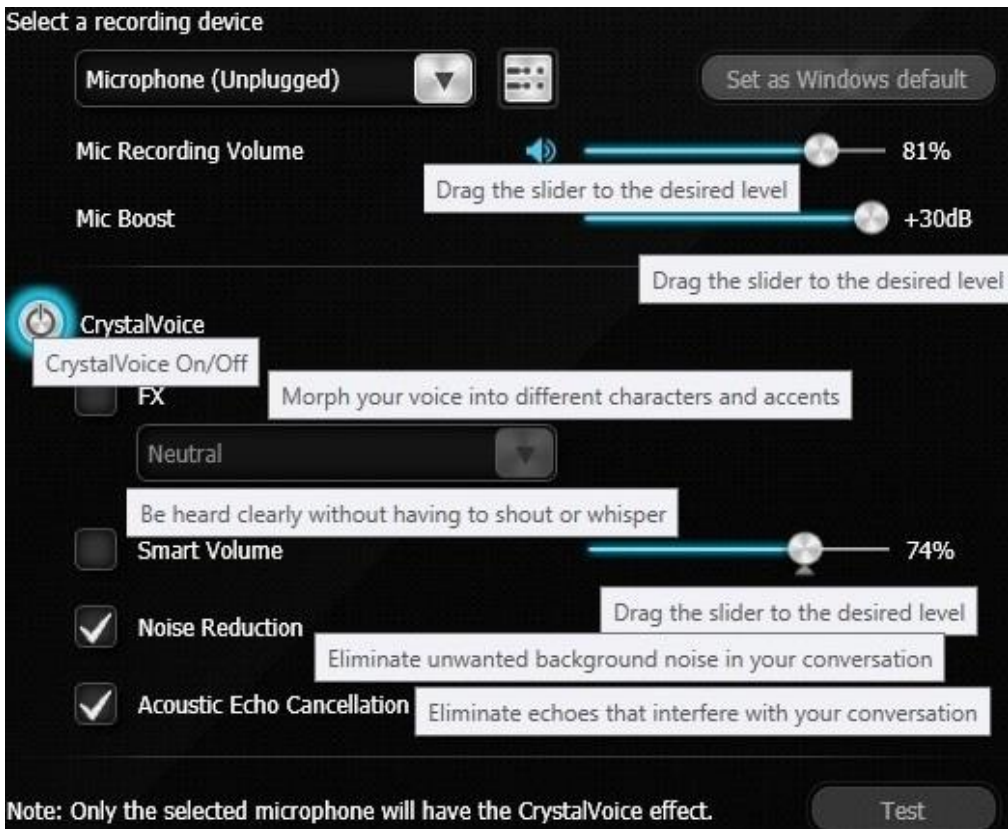 Select a recording device
Microphone (Unplugged)
Set as Windows default
Mic Recording Volume
81%
Drag the slider to the desired level
Mic Boost
+30dB
Drag the slider to the desired level
CrystalVoice
CrystalVoice On/Off
FX
Morph your voice into different characters and accents
Neutral
Be heard clearly without having to shout or whisper
Smart Volume
74%
Drag the slider to the desired level
Noise Reduction
Eliminate unwanted background noise in your conversation
Acoustic Echo Cancellation
Eliminate echoes that interfere with your conversation
Note: Only the selected microphone will have the CrystalVoice effect.
Test